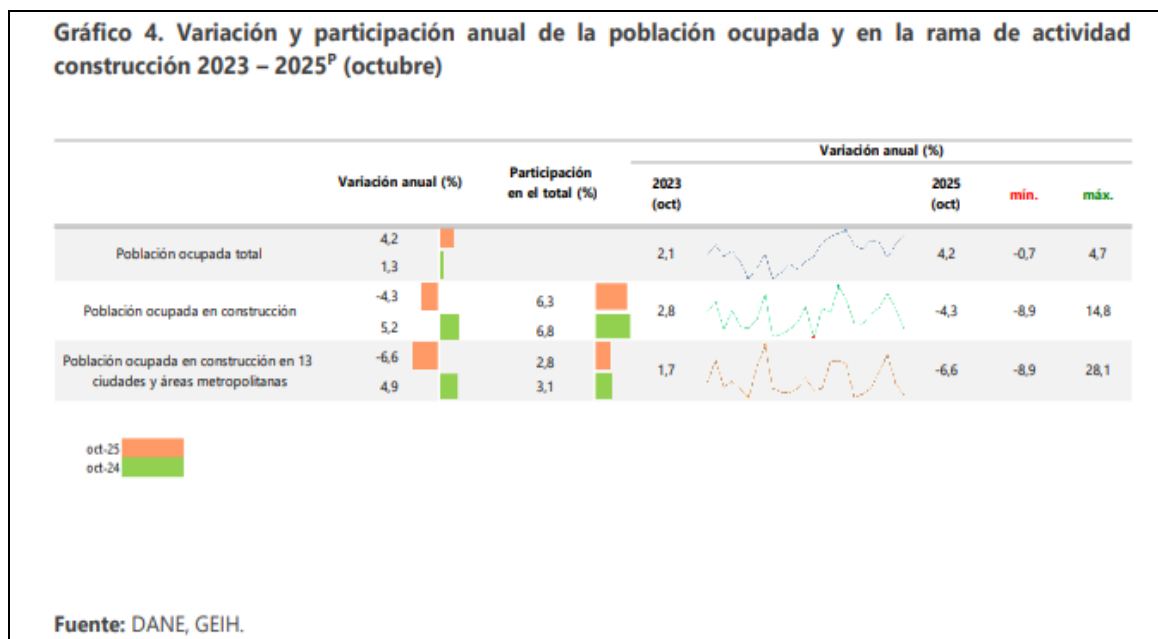 Gráfico 4. Variación y participación anual de la población ocupada y en la rama de actividad
construcción 2023 – 2025ᴾ (octubre)
Variación anual (%)
Variación anual (%)
Participación
en el total (%)
2023
(oct)
2025
(oct)
mín.
máx.
Población ocupada total
4,2
1,3
2,1
4,2
-0,7
4,7
Población ocupada en construcción
-4,3
5,2
6,3
6,8
2,8
-4,3
-8,9
14,8
Población ocupada en construcción en 13
ciudades y áreas metropolitanas
-6,6
4,9
2,8
3,1
1,7
-6,6
-8,9
28,1
oct-25
oct-24
Fuente: DANE, GEIH.